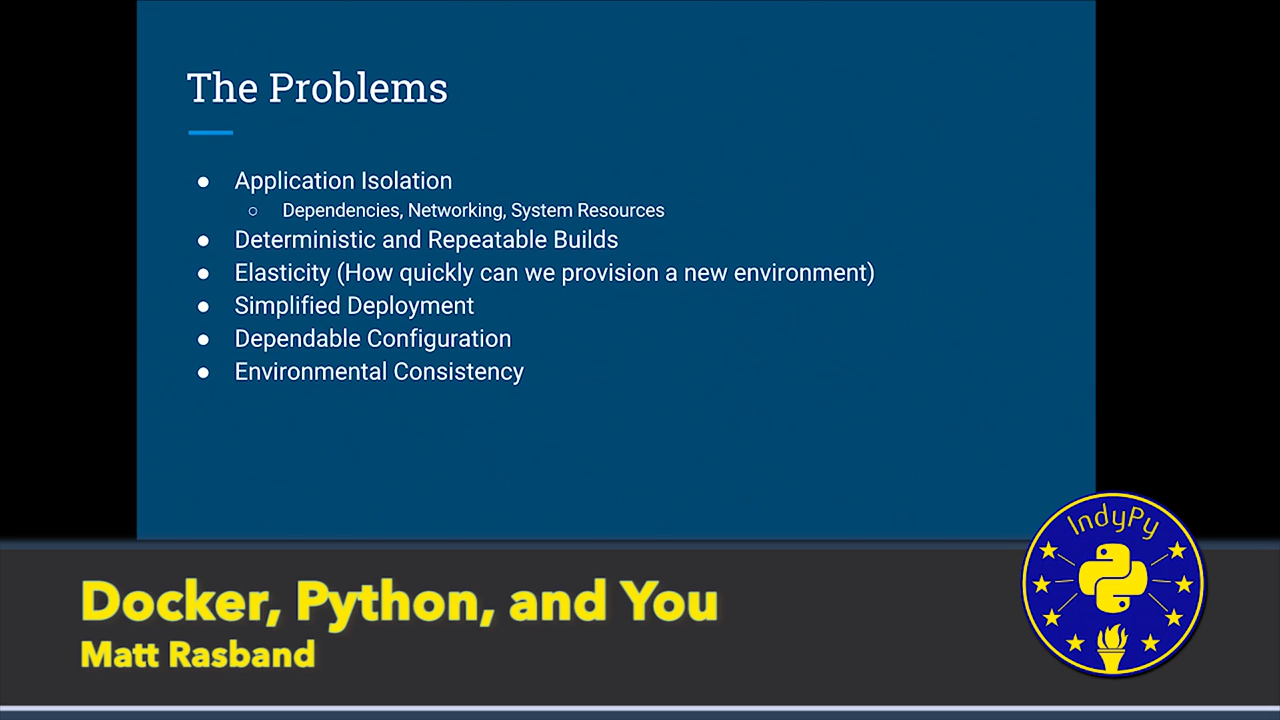 The Problems
● Application Isolation
○ Dependencies, Networking, System Resources
● Deterministic and Repeatable Builds
● Elasticity (How quickly can we provision a new environment)
● Simplified Deployment
● Dependable Configuration
● Environmental Consistency
IndyPy
Docker, Python, and You
Matt Rasband